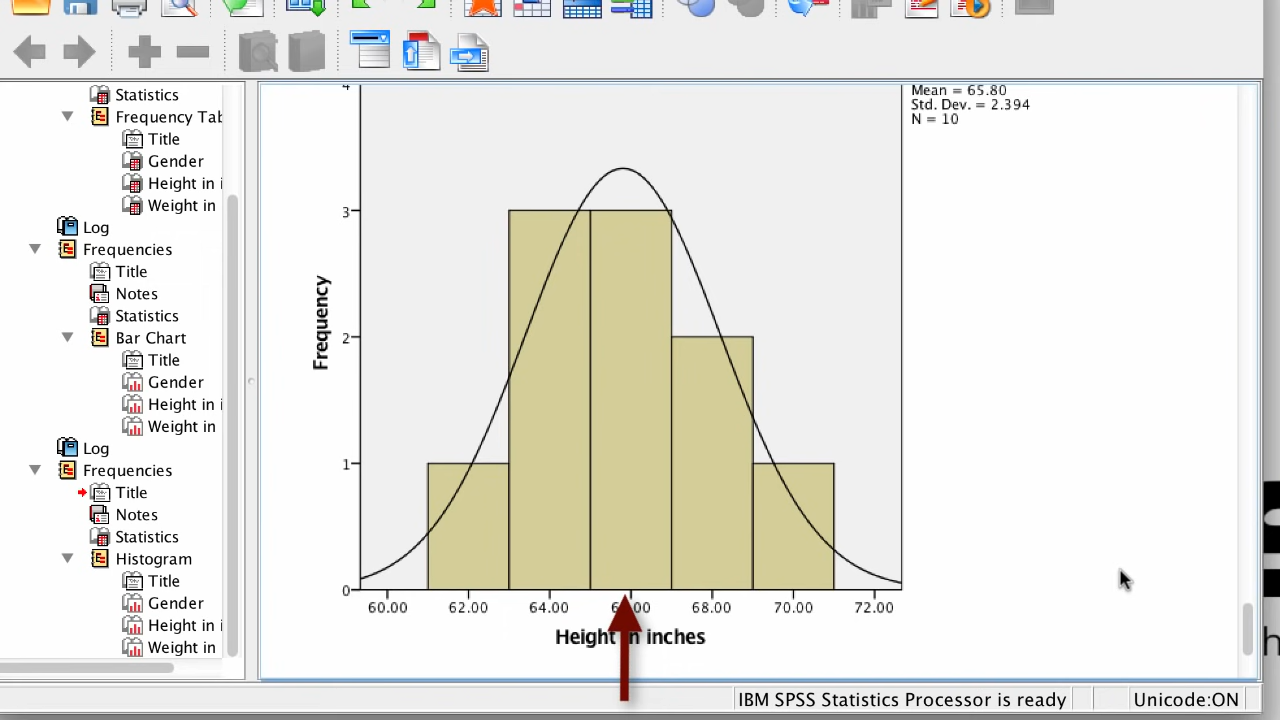 Statistics
Frequency Tab
Title
Gender
Height in i
Weight in
Log
Frequencies
Title
Notes
Statistics
Bar Chart
Title
Gender
Height in i
Weight in
Log
Frequencies
Title
Notes
Statistics
Histogram
Title
Gender
Height in i
Weight in
Mean = 65.80
Std. Dev. = 2.394
N = 10
4
3
2
1
0
Frequency
60.00 62.00 64.00 68.00 70.00 72.00
Height in inches
h
IBM SPSS Statistics Processor is ready
Unicode:ON